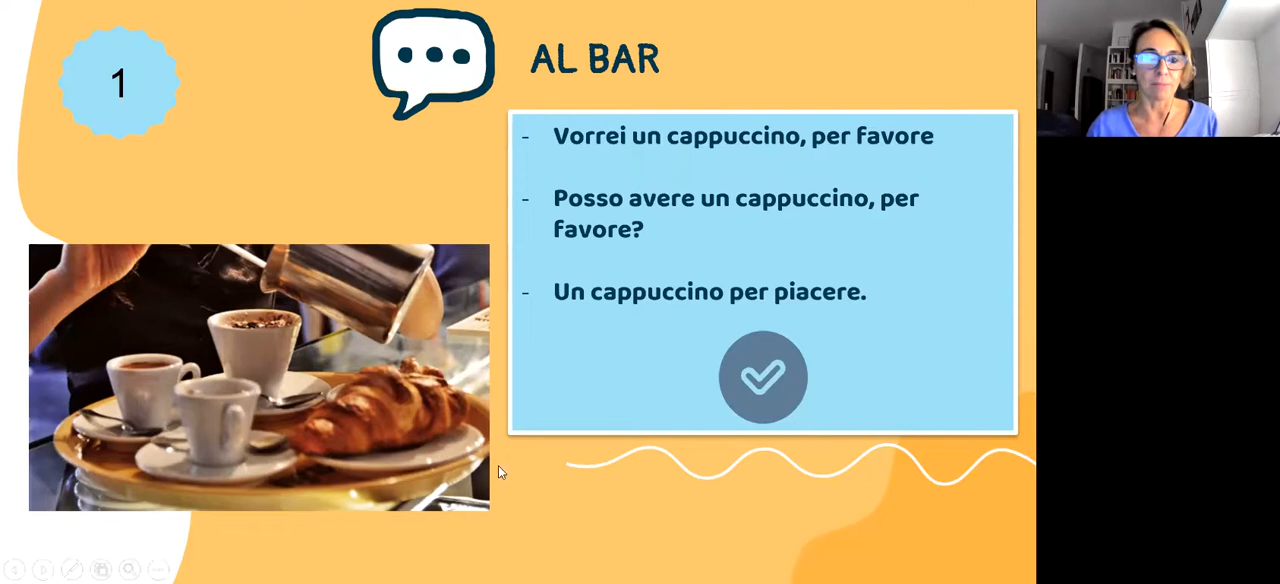 1
AL BAR
- Vorrei un cappuccino, per favore
- Posso avere un cappuccino, per
favore?
- Un cappuccino per piacere.